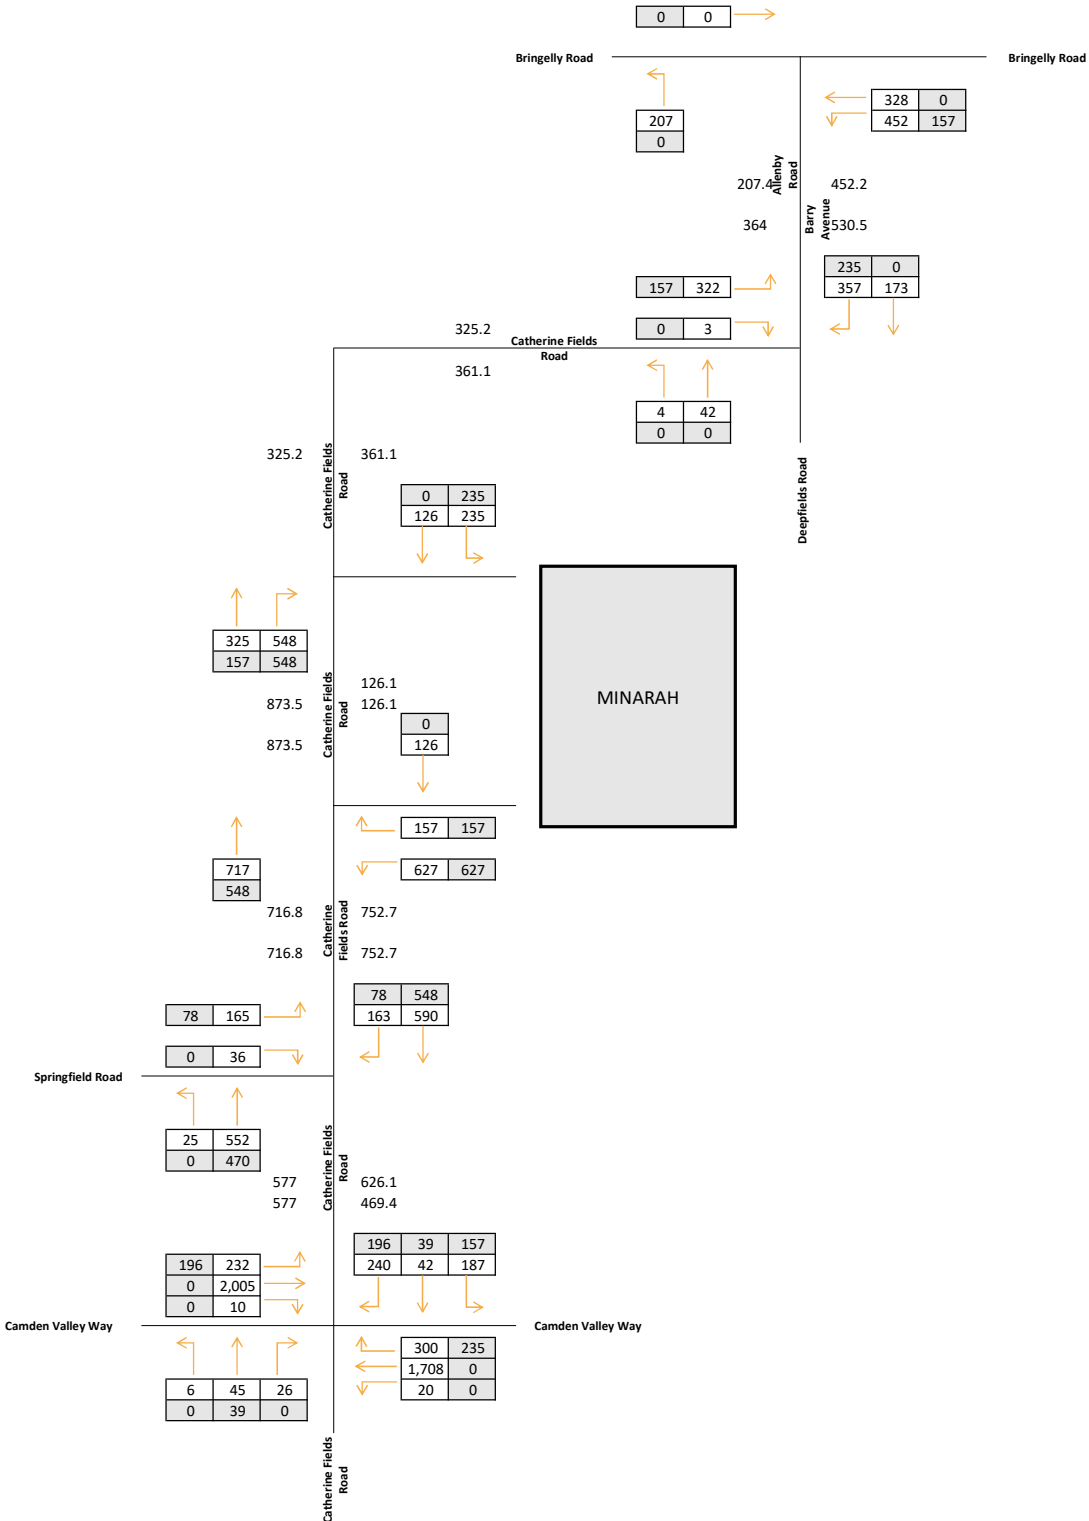 0 0
Bringelly Road
Bringelly Road
328 0
452 157
207
0
Allenby
Road
207.4
452.2
Barry
Avenue
364
530.5
235 0
357 173
157 322
0 3
325.2
Catherine Fields
Road
361.1
4 42
0 0
Deepfields Road
325.2
Catherine Fields
Road
361.1
0 235
126 235
325 548
157 548
MINARAH
126.1
873.5
Catherine Fields
Road
126.1
873.5
0
126
157 157
627 627
717
548
716.8
Catherine
Fields Road
752.7
716.8
752.7
78 548
163 590
78 165
0 36
Springfield Road
25 552
0 470
Catherine Fields
Road
577
626.1
577
469.4
196 39 157
240 42 187
196 232
0 2,005
0 10
Camden Valley Way
Camden Valley Way
300 235
1,708 0
20 0
6 45 26
0 39 0
Catherine Fields
Road